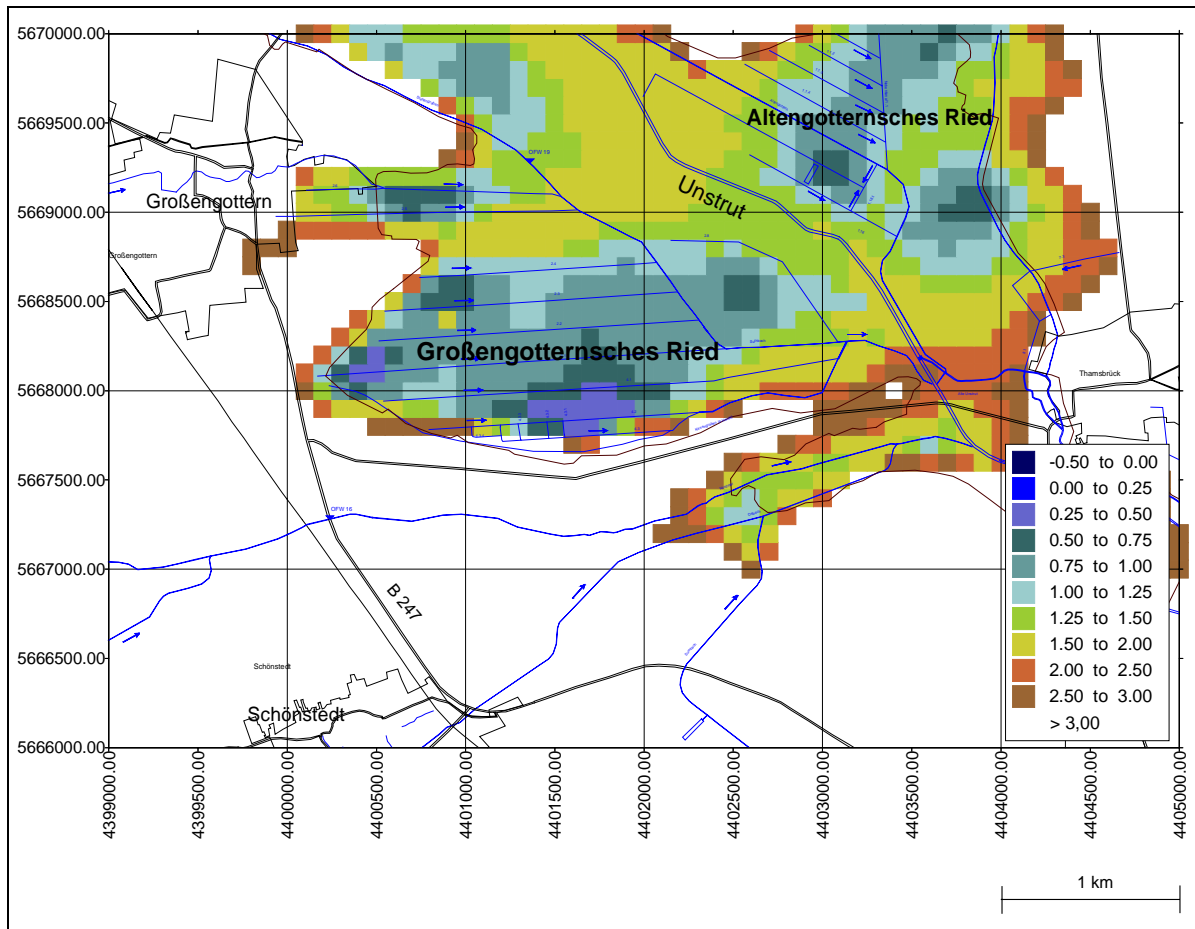 5670000.00
5669500.00
5669000.00
5668500.00
5668000.00
5667500.00
5667000.00
5666500.00
5666000.00
Altengotternsches Ried
OFW 19
Unstrut
Großengottern
Großengottern
Großengotternsches Ried
Thamsbrück
OFW 16
B 247
Schönstedt
Schönstedt
-0.50 to 0.00
0.00 to 0.25
0.25 to 0.50
0.50 to 0.75
0.75 to 1.00
1.00 to 1.25
1.25 to 1.50
1.50 to 2.00
2.00 to 2.50
2.50 to 3.00
> 3,00
4399000.00
4399500.00
4400000.00
4400500.00
4401000.00
4401500.00
4402000.00
4402500.00
4403000.00
4403500.00
4404000.00
4404500.00
4405000.00
1 km